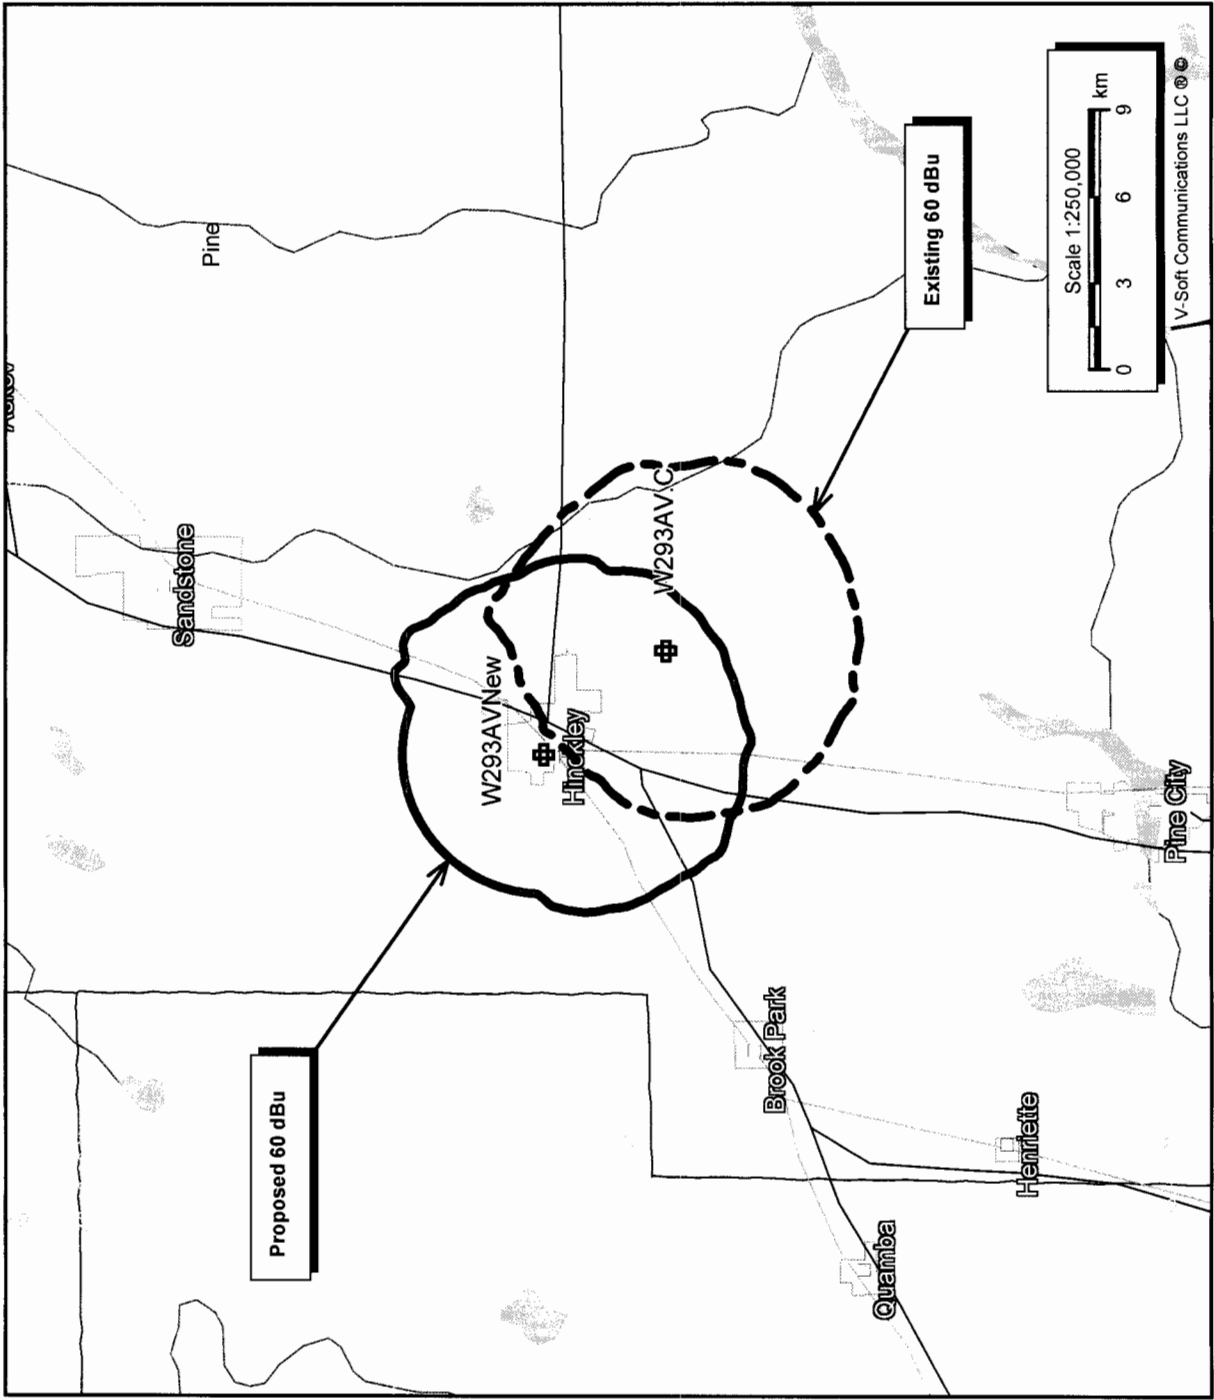 Sandstone
Pine
Proposed 60 dBu
W293AVNew
Hinckley
W293AV.C
Brook Park
Quamba
Existing 60 dBu
Henriette
Scale 1:250,000
km
0 3 6 9
Pine City
V-Soft Communications LLC ® ©